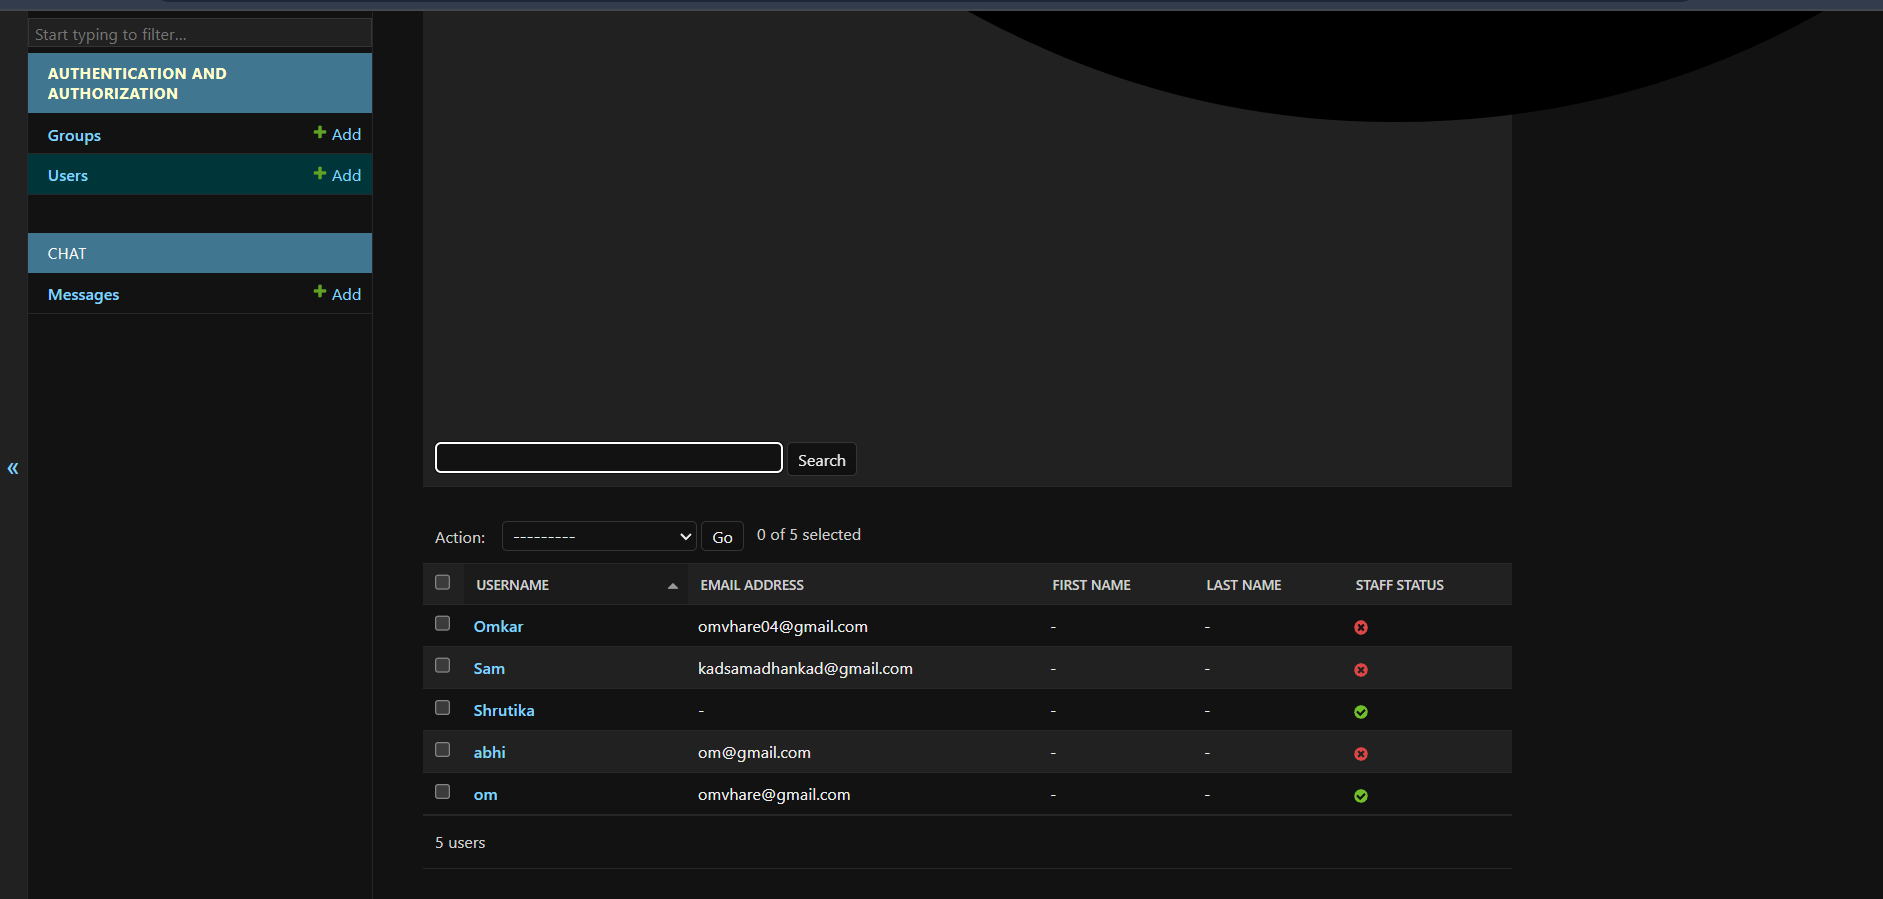 Start typing to filter...
AUTHENTICATION AND
AUTHORIZATION
Groups + Add
Users + Add
CHAT
Messages + Add
«
Search
Action: --------- Go 0 of 5 selected
USERNAME EMAIL ADDRESS FIRST NAME LAST NAME STAFF STATUS
Omkar omvhare04@gmail.com - -
Sam kadsamadhankad@gmail.com - -
Shrutika - - -
abhi om@gmail.com - -
om omvhare@gmail.com - -
5 users